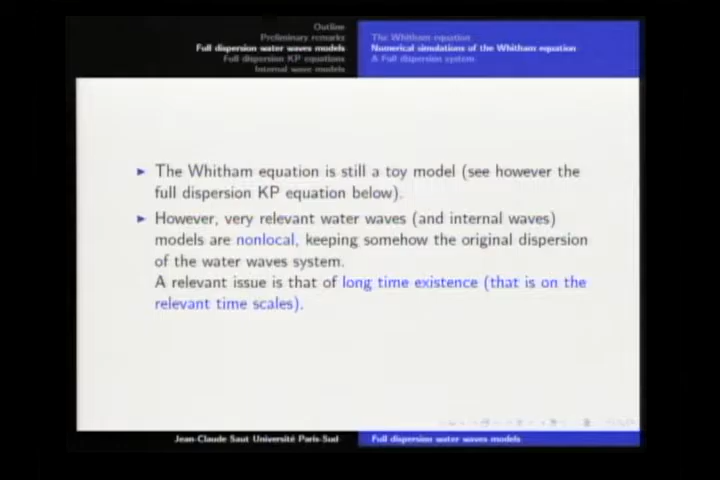 Outline
Preliminary remarks
Full dispersion water waves models
Full dispersion KP equations
Internal wave models
The Whitham equation
Numerical simulations of the Whitham equation
A Full dispersion system
The Whitham equation is still a toy model (see however the
full dispersion KP equation below).
However, very relevant water waves (and internal waves)
models are nonlocal, keeping somehow the original dispersion
of the water waves system.
A relevant issue is that of long time existence (that is on the
relevant time scales).
Jean-Claude Saut Université Paris-Sud
Full dispersion water waves models